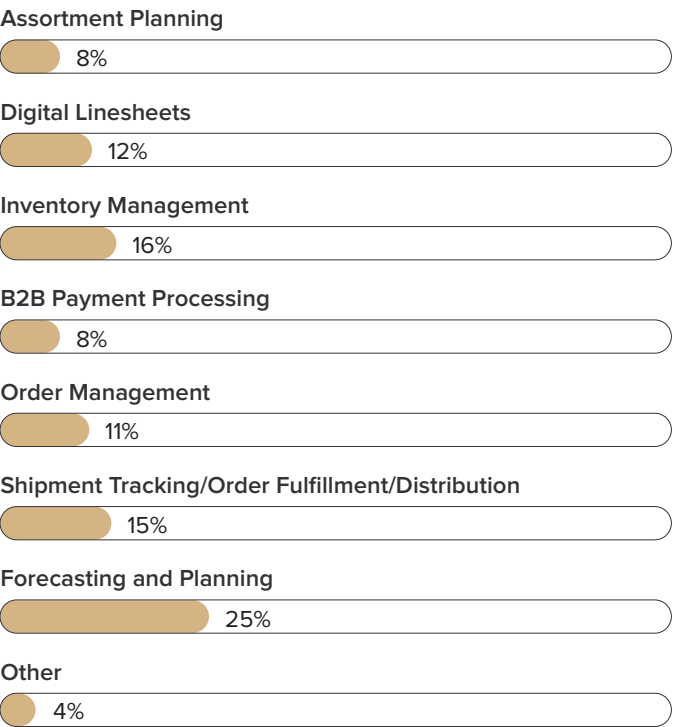 Assortment Planning
8%
Digital Linesheets
12%
Inventory Management
16%
B2B Payment Processing
8%
Order Management
11%
Shipment Tracking/Order Fulfillment/Distribution
15%
Forecasting and Planning
25%
Other
4%